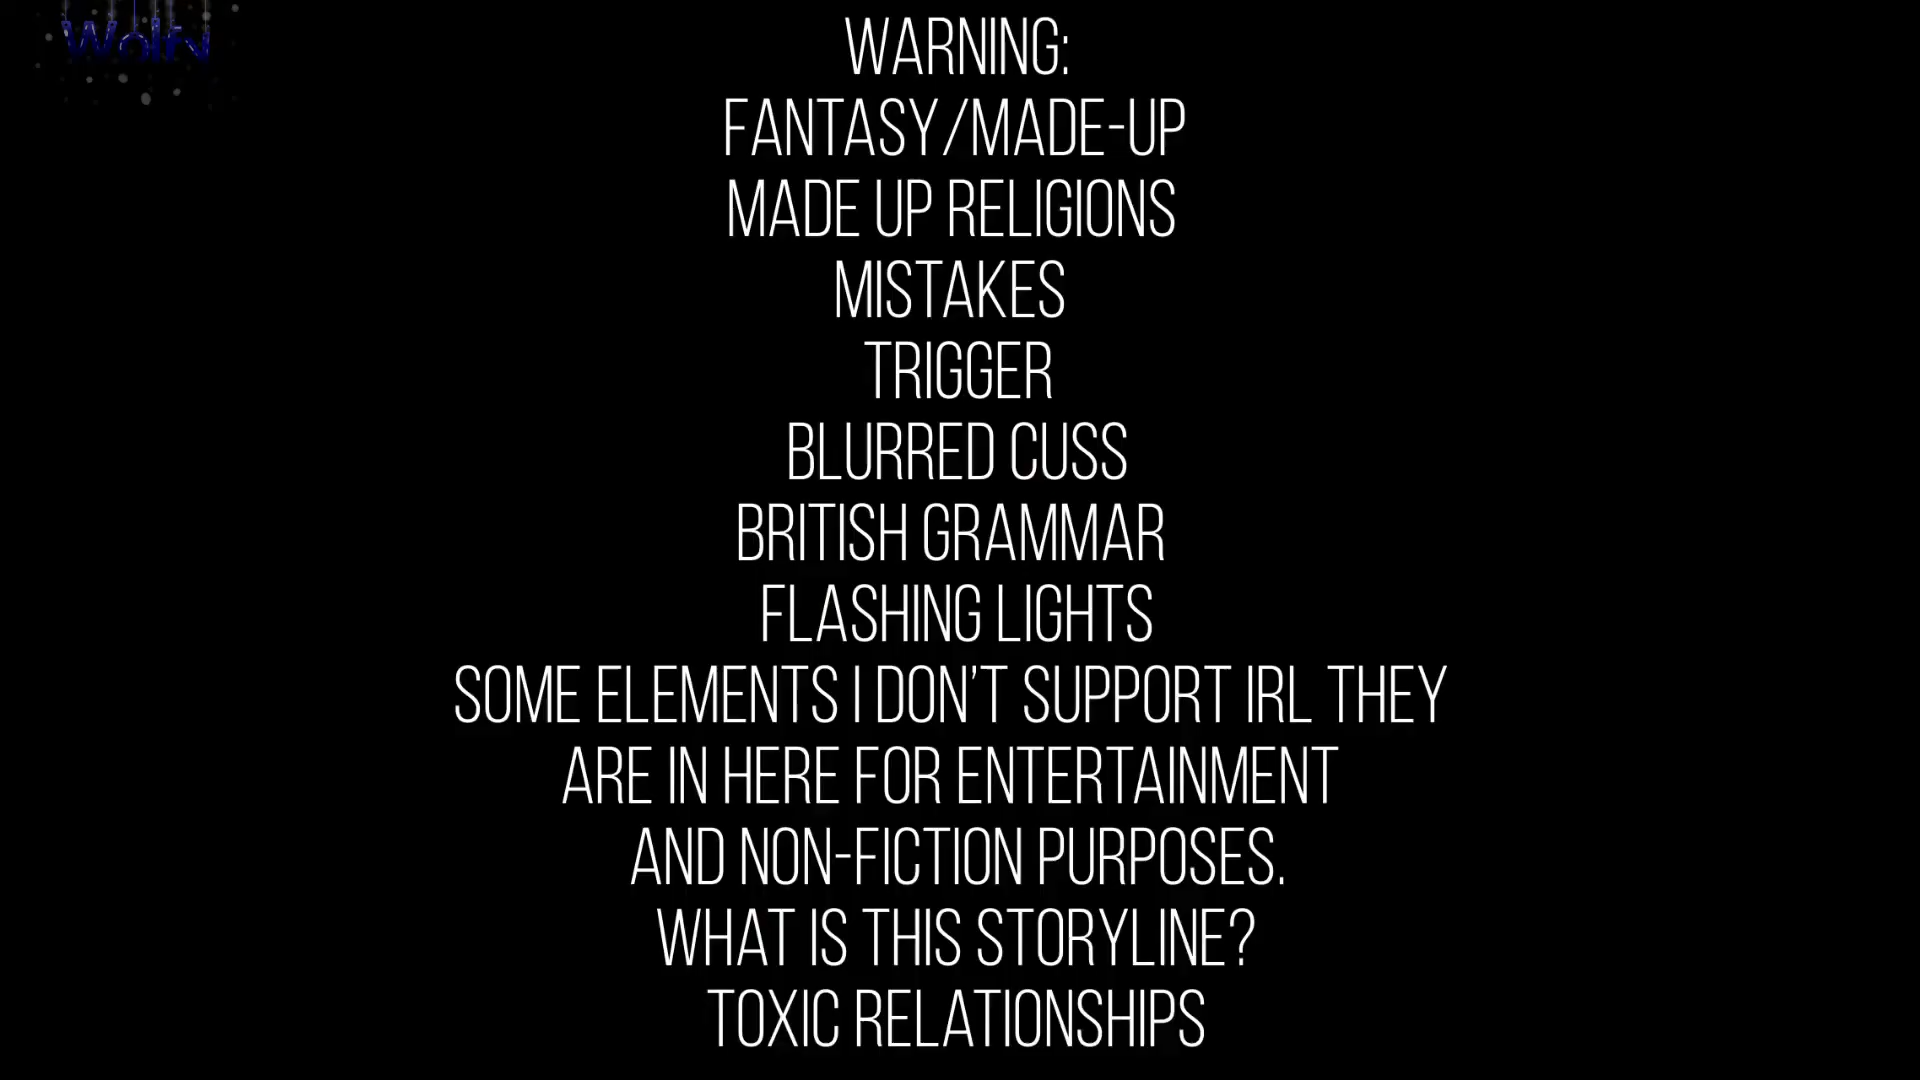 Wolfy
WARNING:
FANTASY/MADE-UP
MADE UP RELIGIONS
MISTAKES
TRIGGER
BLURRED CUSS
BRITISH GRAMMAR
FLASHING LIGHTS
SOME ELEMENTS I DON'T SUPPORT IRL THEY
ARE IN HERE FOR ENTERTAINMENT
AND NON-FICTION PURPOSES.
WHAT IS THIS STORYLINE?
TOXIC RELATIONSHIPS